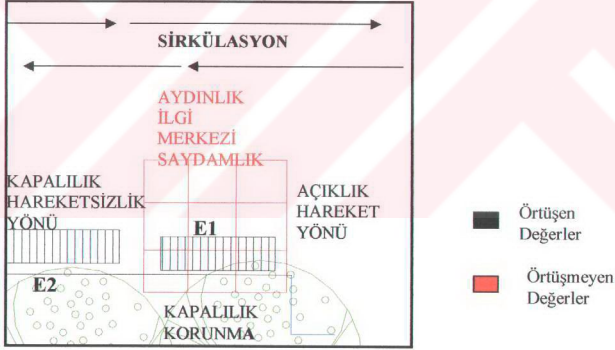 SİRKÜLASYON
AYDINLIK
İLGİ
MERKEZİ
SAYDAMLIK
KAPALILIK
HAREKETSİZLİK
YÖNÜ
E1
AÇIKLIK
HAREKET
YÖNÜ
E2
KAPALILIK
KORUNMA
Örtüşen
Değerler
Örtüşmeyen
Değerler